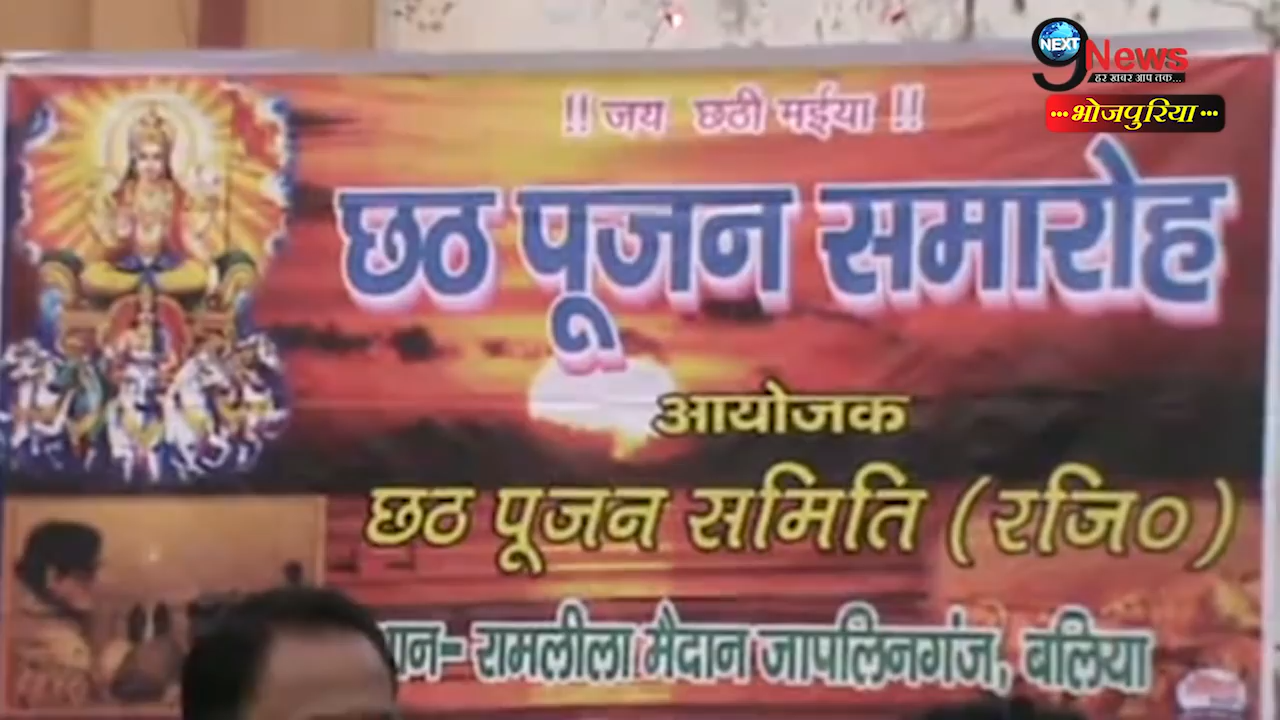 NEXT
9 News
हर खबर आप तक...
...भोजपुरिया...
!! जय छठी मईया !!
छठ पूजन समारोह
आयोजक
छठ पूजन समिति (रजि०)
रामलीला मैदान जापलिनगंज, बलिया